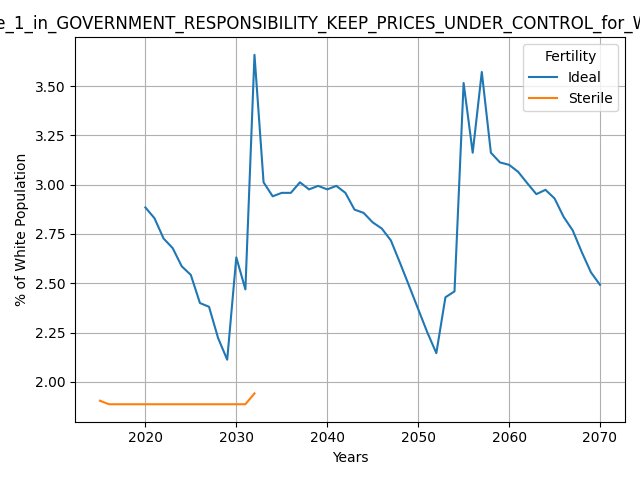 e_1_in_GOVERNMENT_RESPONSIBILITY_KEEP_PRICES_UNDER_CONTROL_for_W
Fertility
Ideal
Sterile
3.50
3.25
3.00
2.75
2.50
2.25
2.00
% of White Population
2020 2030 2040 2050 2060 2070
Years